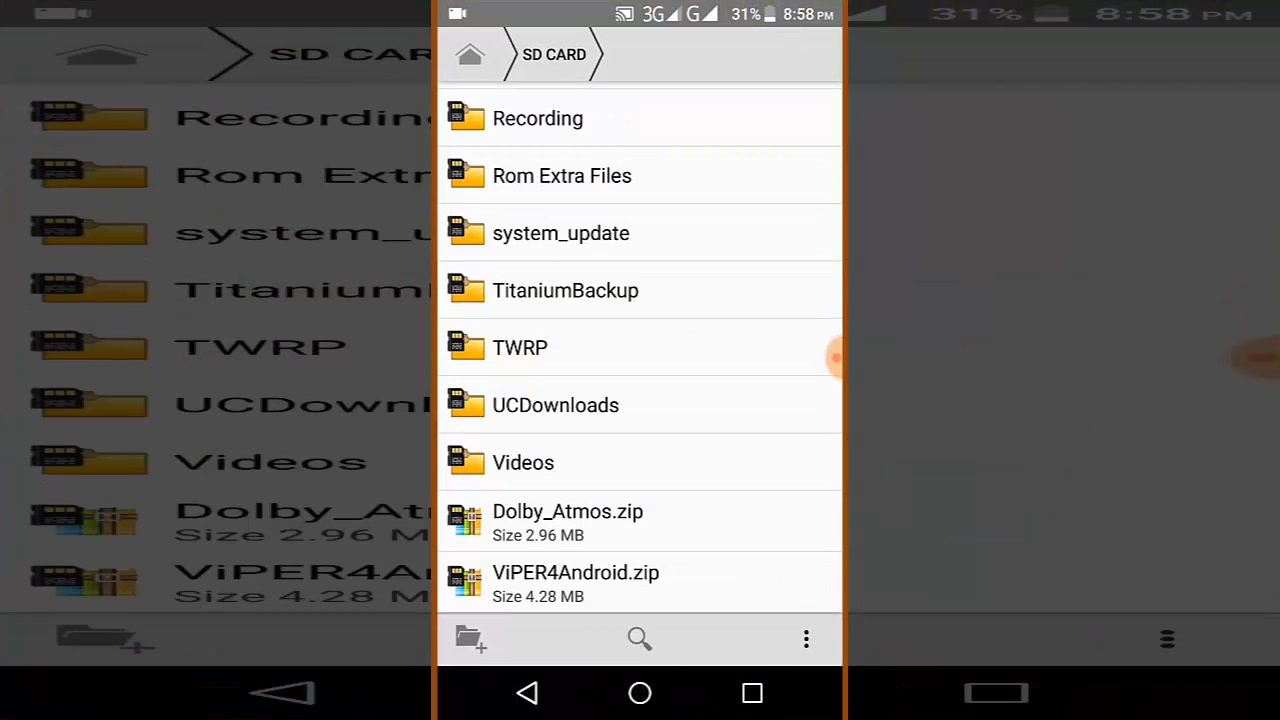 3G G 31% 8:58 PM
SD CARD
Recording
Rom Extra Files
system_update
TitaniumBackup
TWRP
UCDownloads
Videos
Dolby_Atmos.zip
Size 2.96 MB
ViPER4Android.zip
Size 4.28 MB